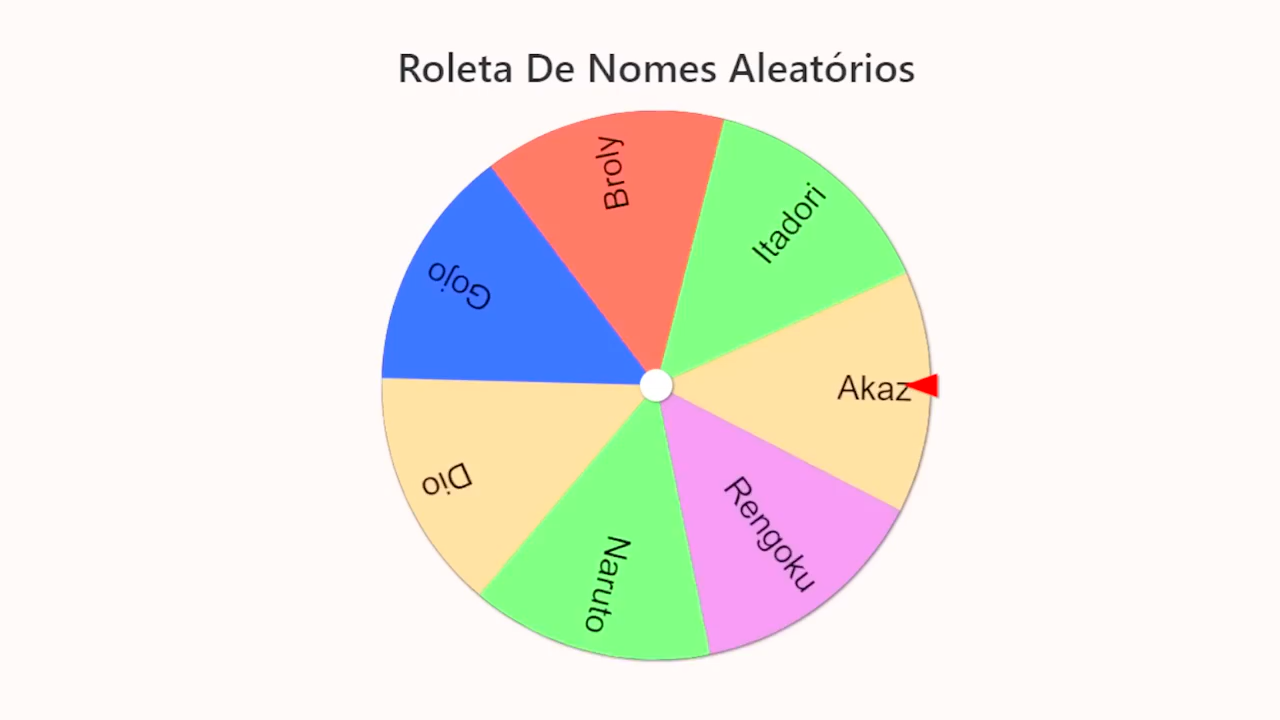 Roleta De Nomes Aleatórios
Broly
Itadori
Gojo
Akaz
Dio
Rengoku
Naruto